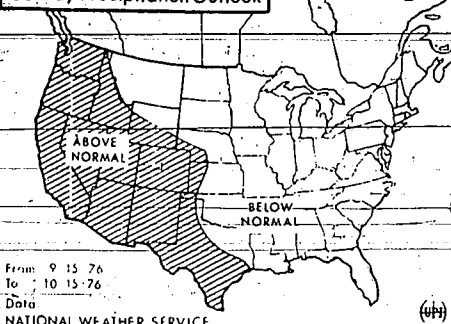 Precipitation Outlook
ABOVE
NORMAL
BELOW
NORMAL
From 9 15 76
To 10 15-76
Data
NATIONAL WEATHER SERVICE
(UPI)